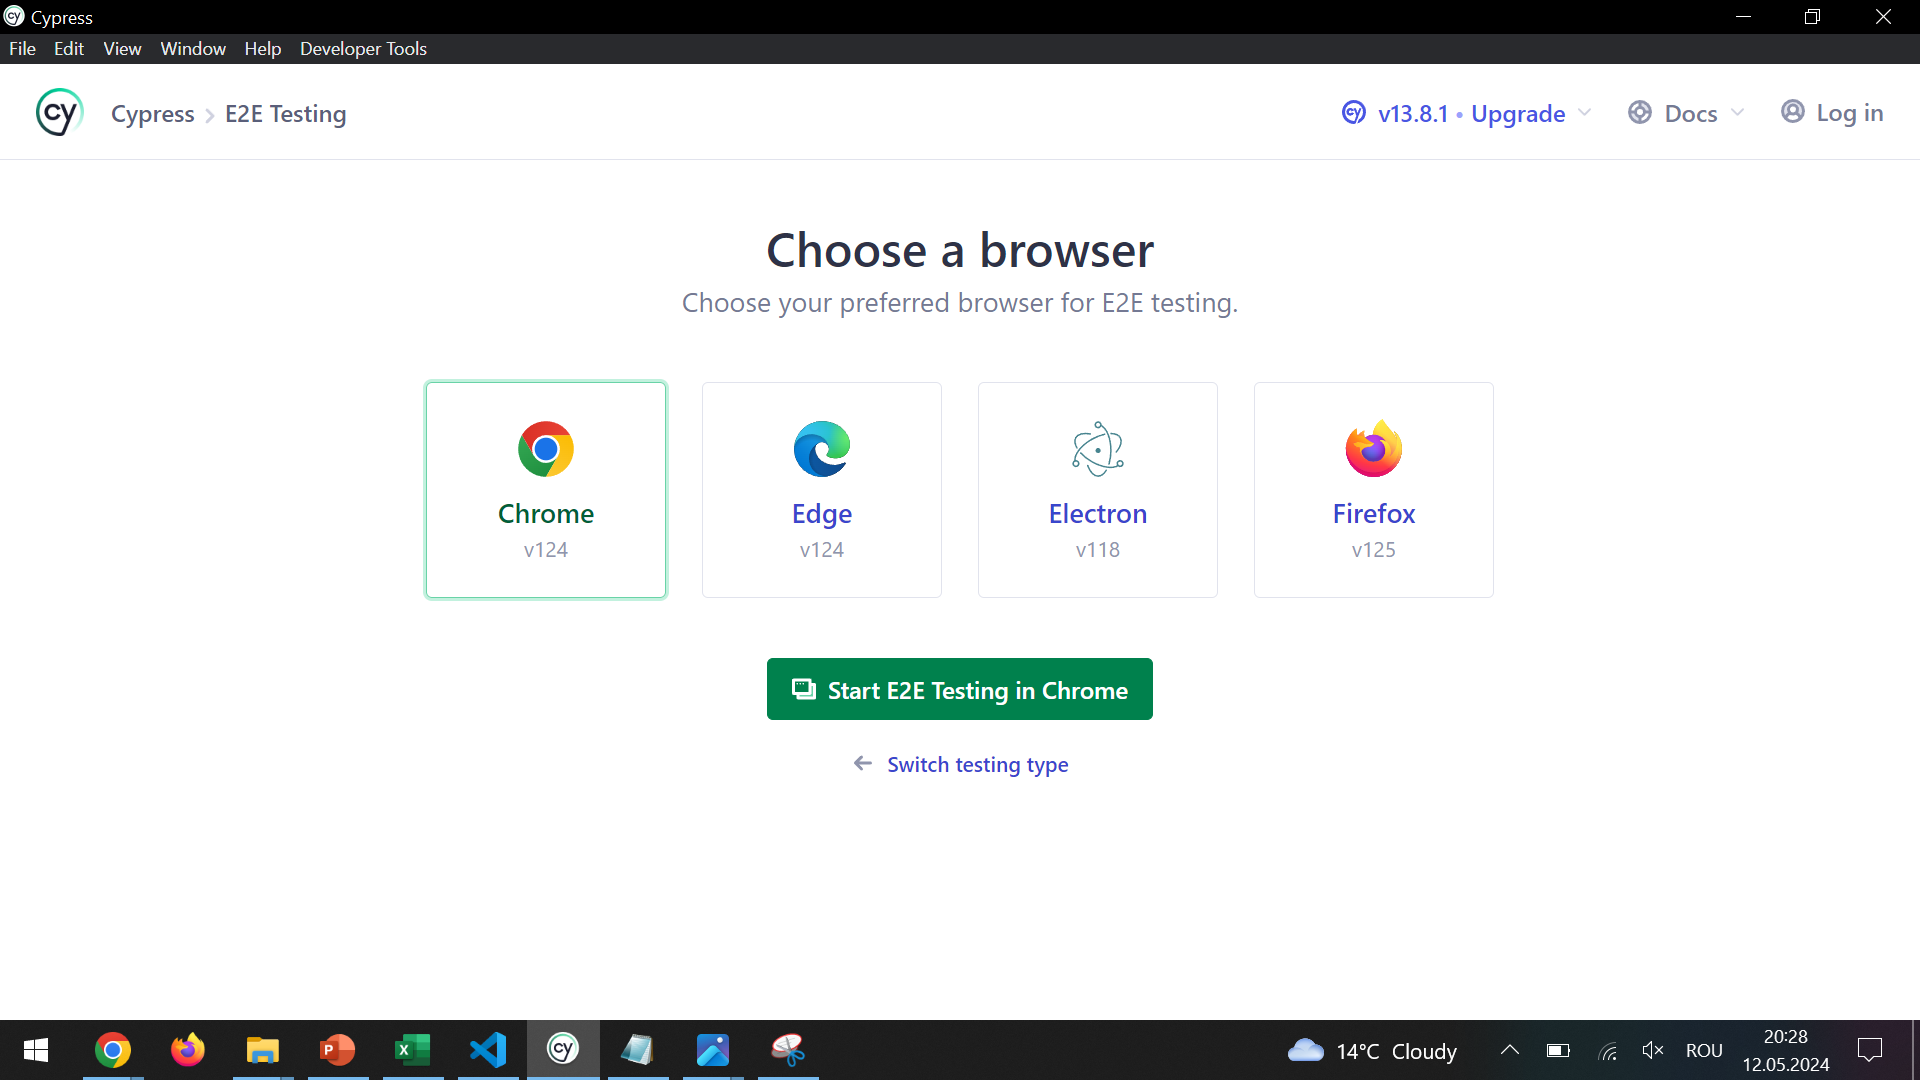 Cypress
File Edit View Window Help Developer Tools
cy Cypress E2E Testing v13.8.1 • Upgrade Docs Log in
Choose a browser
Choose your preferred browser for E2E testing.
Chrome Edge Electron Firefox
v124 v124 v118 v125
Start E2E Testing in Chrome
← Switch testing type
14°C Cloudy ROU
20:28
12.05.2024